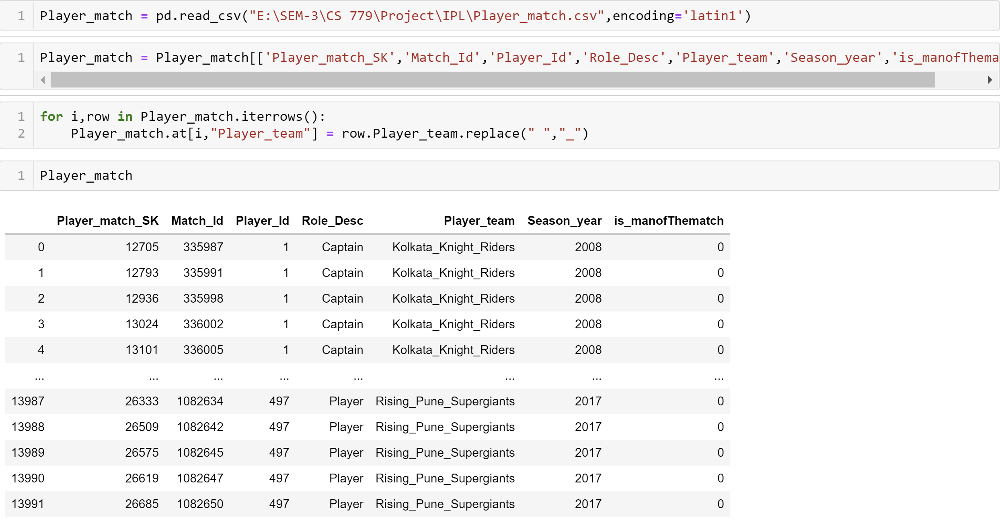 1 Player_match = pd.read_csv("E:\SEM-3\CS 779\Project\IPL\Player_match.csv",encoding='latin1')
1 Player_match = Player_match[['Player_match_SK','Match_Id','Player_Id','Role_Desc','Player_team','Season_year','is_manofThema
1 for i,row in Player_match.iterrows():
2 Player_match.at[i,"Player_team"] = row.Player_team.replace(" ","_")
1 Player_match
Player_match_SK Match_Id Player_Id Role_Desc Player_team Season_year is_manofThematch
0 12705 335987 1 Captain Kolkata_Knight_Riders 2008 0
1 12793 335991 1 Captain Kolkata_Knight_Riders 2008 0
2 12936 335998 1 Captain Kolkata_Knight_Riders 2008 0
3 13024 336002 1 Captain Kolkata_Knight_Riders 2008 0
4 13101 336005 1 Captain Kolkata_Knight_Riders 2008 0
... ... ... ... ... ... ... ...
13987 26333 1082634 497 Player Rising_Pune_Supergiants 2017 0
13988 26509 1082642 497 Player Rising_Pune_Supergiants 2017 0
13989 26575 1082645 497 Player Rising_Pune_Supergiants 2017 0
13990 26619 1082647 497 Player Rising_Pune_Supergiants 2017 0
13991 26685 1082650 497 Player Rising_Pune_Supergiants 2017 0